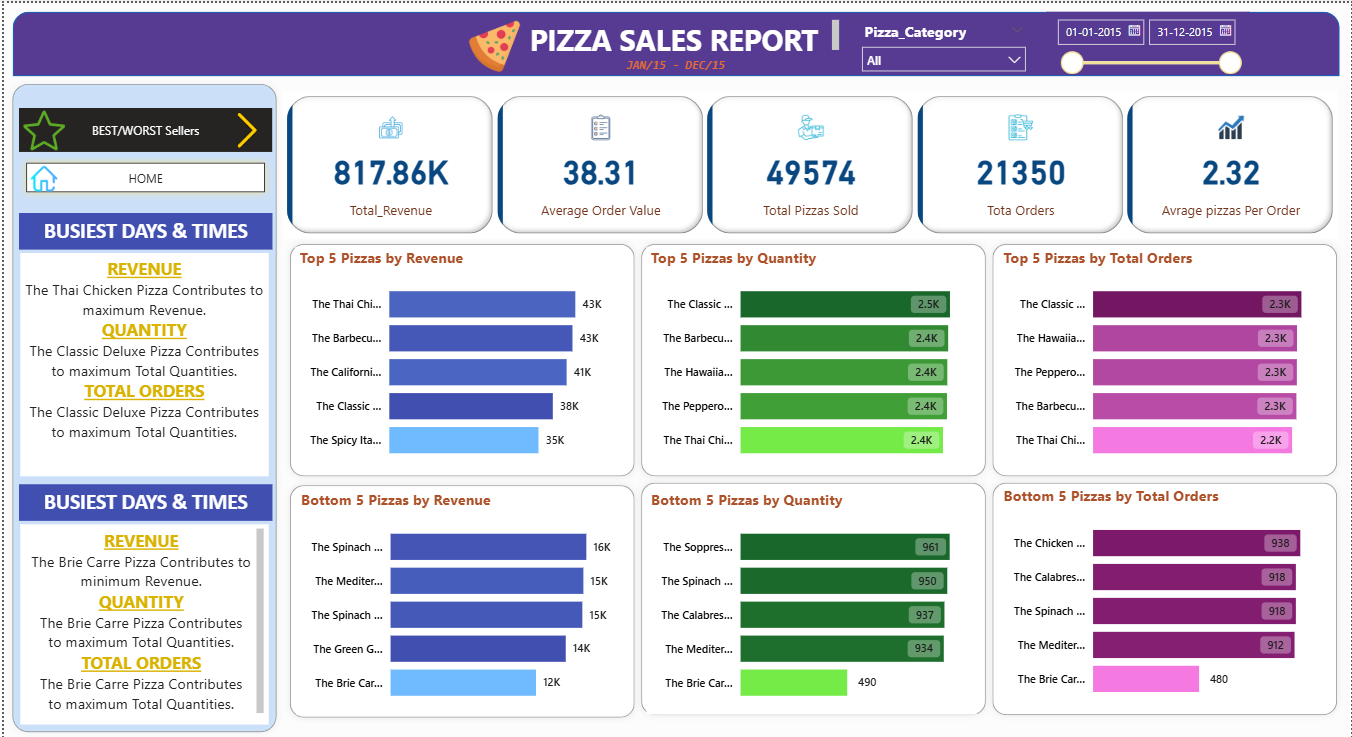 PIZZA SALES REPORT
JAN/15 - DEC/15
Pizza_Category
All
01-01-2015
31-12-2015
BEST/WORST Sellers
HOME
BUSIEST DAYS & TIMES
REVENUE
The Thai Chicken Pizza Contributes to
maximum Revenue.
QUANTITY
The Classic Deluxe Pizza Contributes
to maximum Total Quantities.
TOTAL ORDERS
The Classic Deluxe Pizza Contributes
to maximum Total Quantities.
BUSIEST DAYS & TIMES
REVENUE
The Brie Carre Pizza Contributes to
minimum Revenue.
QUANTITY
The Brie Carre Pizza Contributes
to maximum Total Quantities.
TOTAL ORDERS
The Brie Carre Pizza Contributes
to maximum Total Quantities.
817.86K
Total_Revenue
38.31
Average Order Value
49574
Total Pizzas Sold
21350
Tota Orders
2.32
Avrage pizzas Per Order
Top 5 Pizzas by Revenue
The Thai Chi... 43K
The Barbecu... 43K
The Californi... 41K
The Classic ... 38K
The Spicy Ita... 35K
Top 5 Pizzas by Quantity
The Classic ... 2.5K
The Barbecu... 2.4K
The Hawaiia... 2.4K
The Peppero... 2.4K
The Thai Chi... 2.4K
Top 5 Pizzas by Total Orders
The Classic ... 2.3K
The Hawaiia... 2.3K
The Peppero... 2.3K
The Barbecu... 2.3K
The Thai Chi... 2.2K
Bottom 5 Pizzas by Revenue
The Spinach ... 16K
The Mediter... 15K
The Spinach ... 15K
The Green G... 14K
The Brie Car... 12K
Bottom 5 Pizzas by Quantity
The Soppres... 961
The Spinach ... 950
The Calabres... 937
The Mediter... 934
The Brie Car... 490
Bottom 5 Pizzas by Total Orders
The Chicken ... 938
The Calabres... 918
The Spinach ... 918
The Mediter... 912
The Brie Car... 480